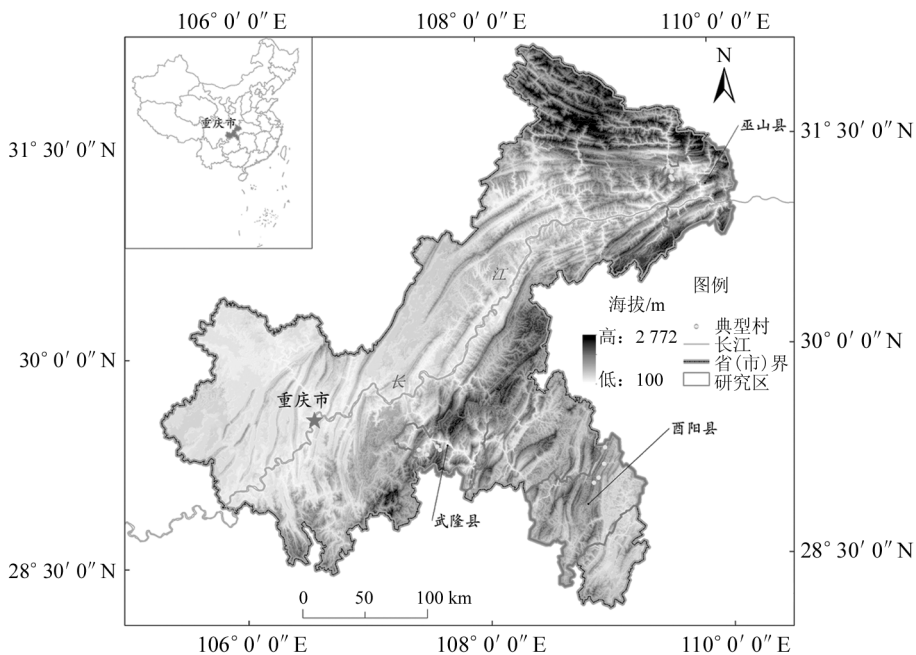 106° 0′ 0″ E
108° 0′ 0″ E
110° 0′ 0″ E
N
重庆市
巫山县
31° 30′ 0″ N
31° 30′ 0″ N
江
图例
海拔/m
高：2 772
低：100
典型村
长江
省(市)界
研究区
30° 0′ 0″ N
30° 0′ 0″ N
长
重庆市
酉阳县
武隆县
28° 30′ 0″ N
28° 30′ 0″ N
0 50 100 km
106° 0′ 0″ E
108° 0′ 0″ E
110° 0′ 0″ E